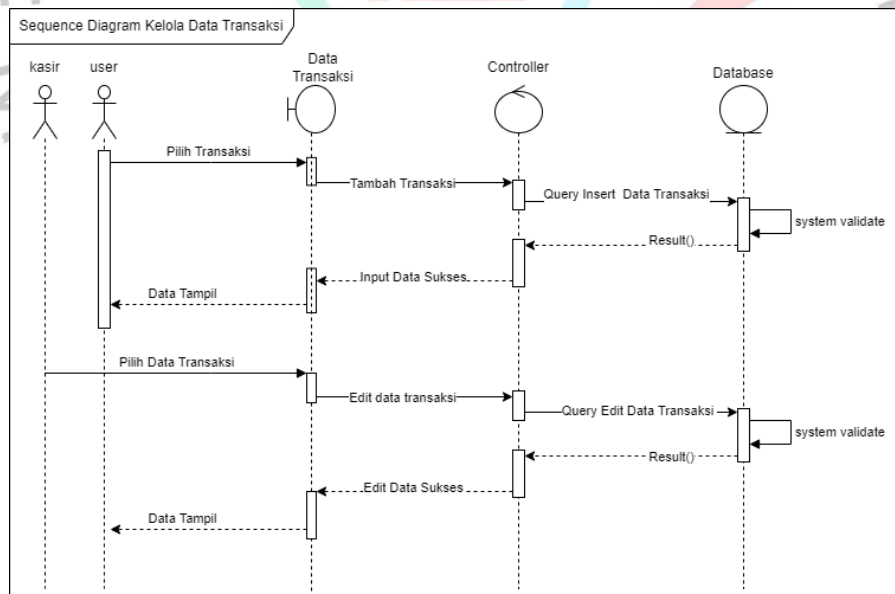 Sequence Diagram Kelola Data Transaksi
kasir
user
Data
Transaksi
Controller
Database
Pilih Transaksi
Tambah Transaksi
Query Insert Data Transaksi
system validate
Result()
Input Data Sukses
Data Tampil
Pilih Data Transaksi
Edit data transaksi
Query Edit Data Transaksi
system validate
Result()
Edit Data Sukses
Data Tampil